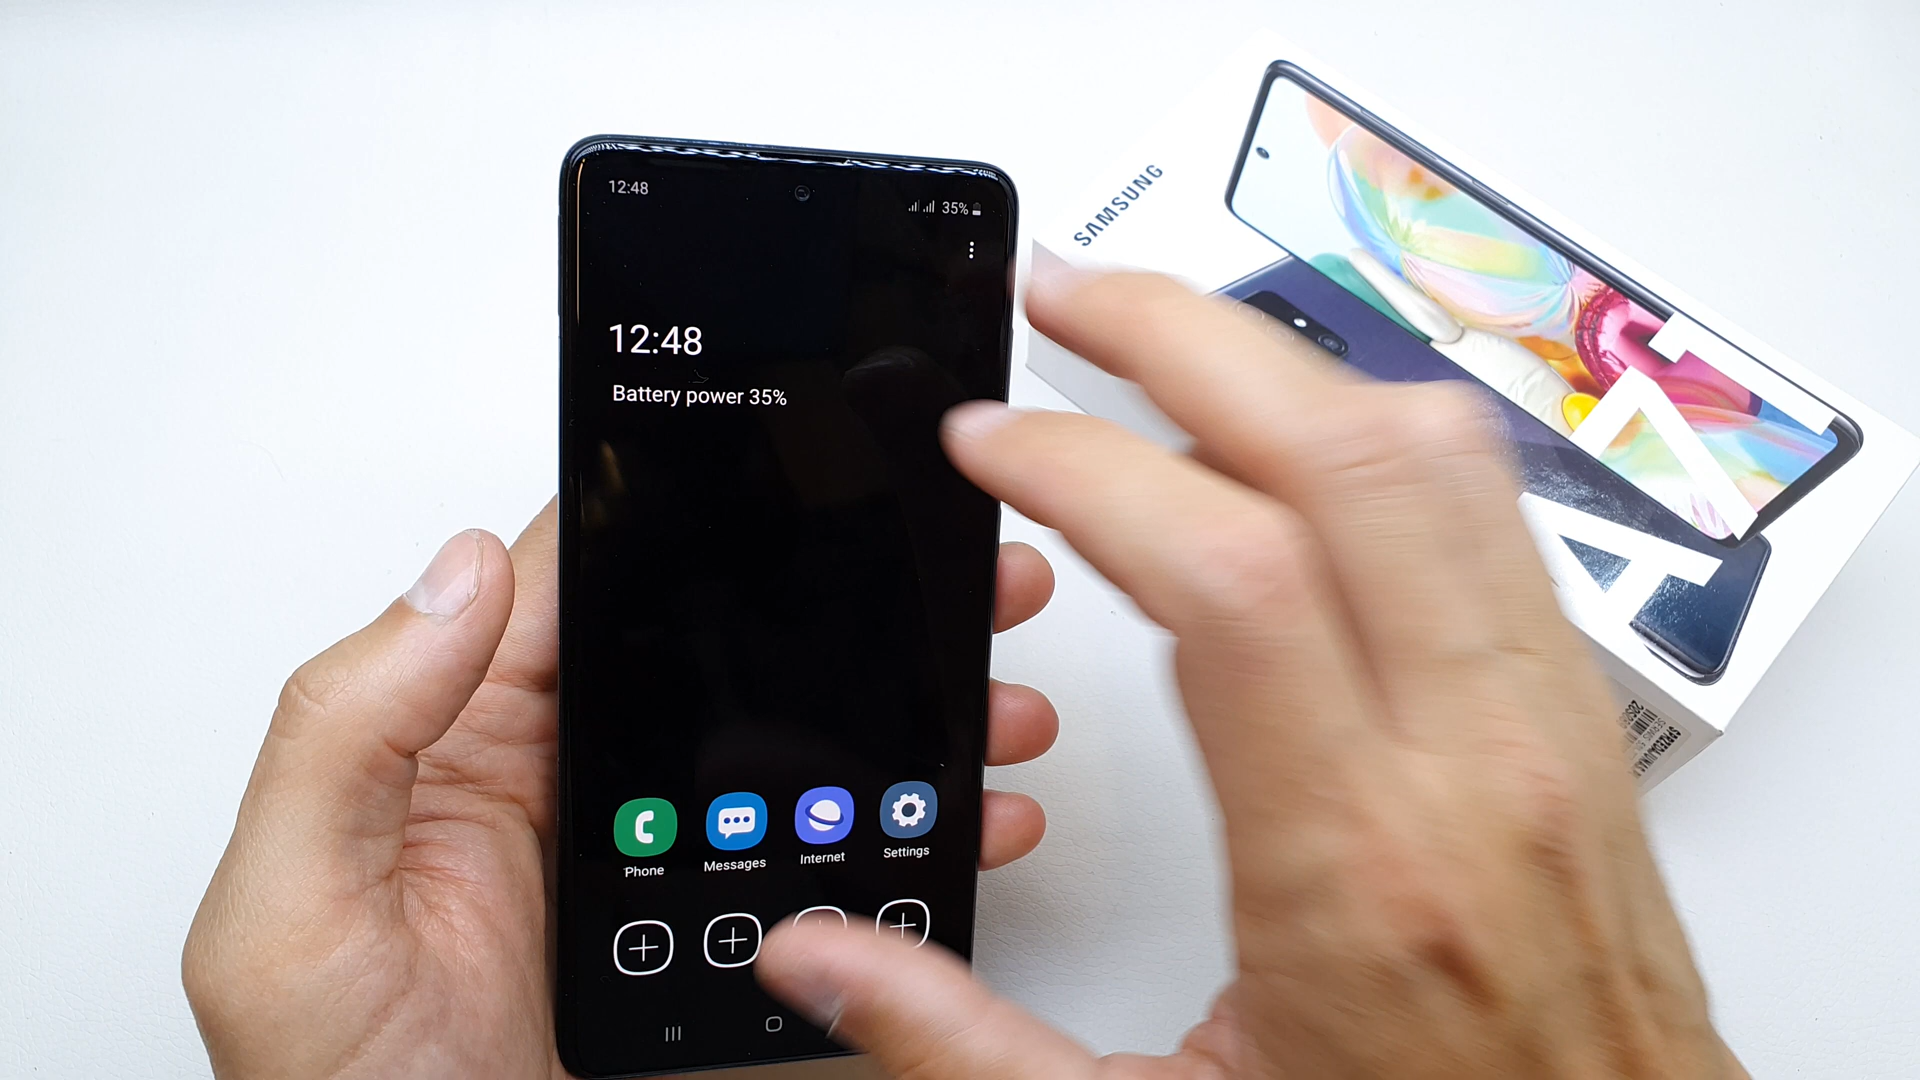 12:48
35%
12:48
Battery power 35%
Phone
Messages
Internet
Settings
SAMSUNG
A71